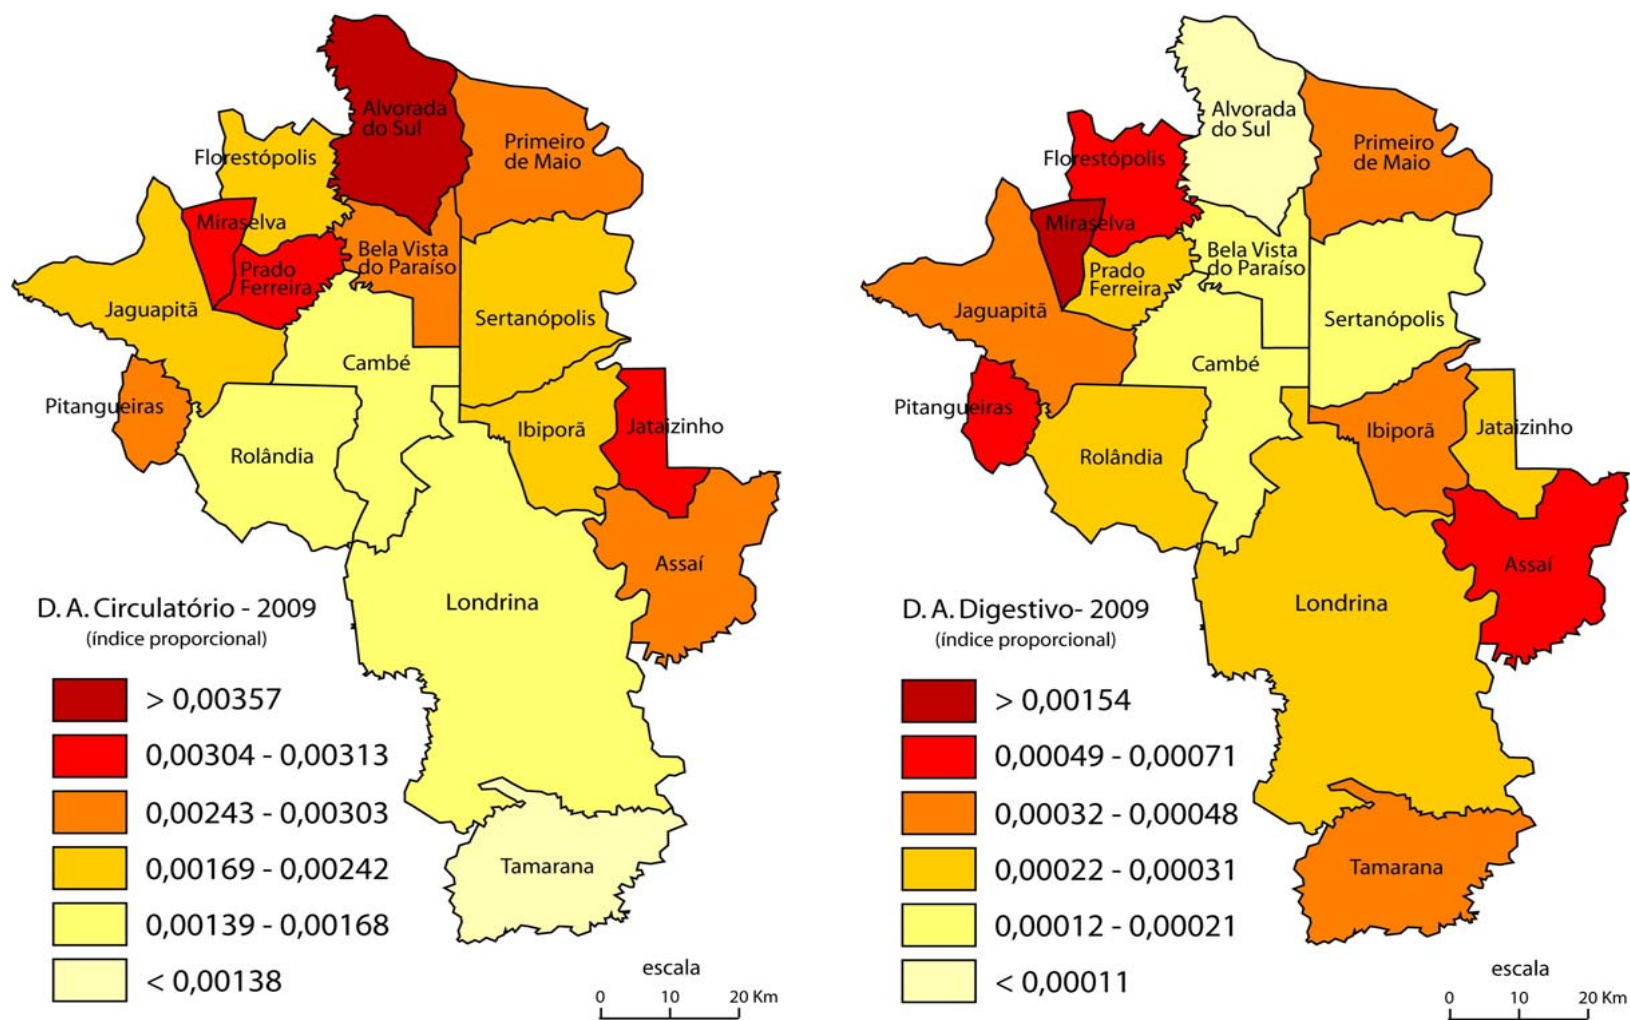 Alvorada
do Sul
Primeiro
de Maio
Florestópolis
Miraselva
Bela Vista
do Paraíso
Prado
Ferreira
Jaguapitã
Sertanópolis
Cambé
Pitangueiras
Ibiporã
Jataizinho
Rolândia
Assaí
Londrina
Tamarana
D. A. Circulatório - 2009
(índice proporcional)
> 0,00357
0,00304 - 0,00313
0,00243 - 0,00303
0,00169 - 0,00242
0,00139 - 0,00168
< 0,00138
escala
0 10 20 Km
Alvorada
do Sul
Primeiro
de Maio
Florestópolis
Miraselva
Bela Vista
do Paraíso
Prado
Ferreira
Jaguapitã
Sertanópolis
Cambé
Pitangueiras
Ibiporã
Jataizinho
Rolândia
Assaí
Londrina
Tamarana
D. A. Digestivo- 2009
(índice proporcional)
> 0,00154
0,00049 - 0,00071
0,00032 - 0,00048
0,00022 - 0,00031
0,00012 - 0,00021
< 0,00011
escala
0 10 20 Km